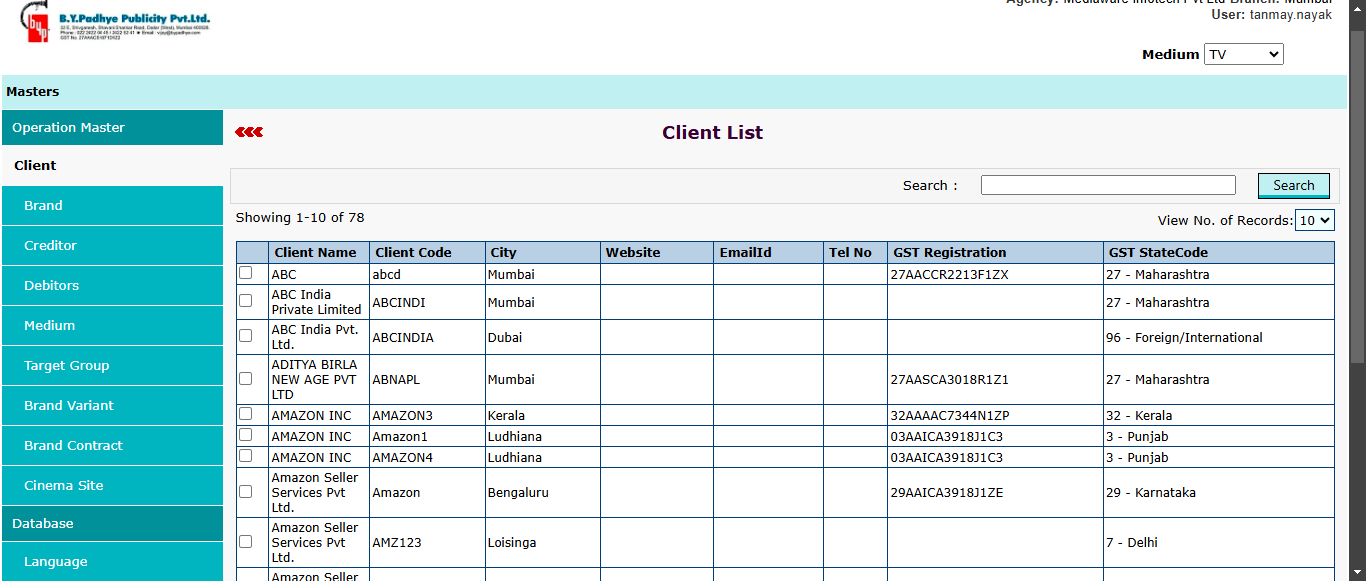 B.Y.Padhye Publicity Pvt.Ltd.
Agency: Mediaware Infotech Pvt Ltd Branch: Mumbai
User: tanmay.nayak
Medium TV
Masters
Operation Master
Client
Brand
Creditor
Debitors
Medium
Target Group
Brand Variant
Brand Contract
Cinema Site
Database
Language
Client List
Search :
Search
Showing 1-10 of 78
View No. of Records: 10
Client Name Client Code City Website EmailId Tel No GST Registration GST StateCode
ABC abcd Mumbai 27AACCR2213F1ZX 27 - Maharashtra
ABC India
Private Limited ABCINDI Mumbai 27 - Maharashtra
ABC India Pvt.
Ltd. ABCINDIA Dubai 96 - Foreign/International
ADITYA BIRLA
NEW AGE PVT
LTD ABNAPL Mumbai 27AASCA3018R1Z1 27 - Maharashtra
AMAZON INC AMAZON3 Kerala 32AAAAC7344N1ZP 32 - Kerala
AMAZON INC Amazon1 Ludhiana 03AAICA3918J1C3 3 - Punjab
AMAZON INC AMAZON4 Ludhiana 03AAICA3918J1C3 3 - Punjab
Amazon Seller
Services Pvt
Ltd. Amazon Bengaluru 29AAICA3918J1ZE 29 - Karnataka
Amazon Seller
Services Pvt
Ltd. AMZ123 Loisinga 7 - Delhi
Amazon Seller